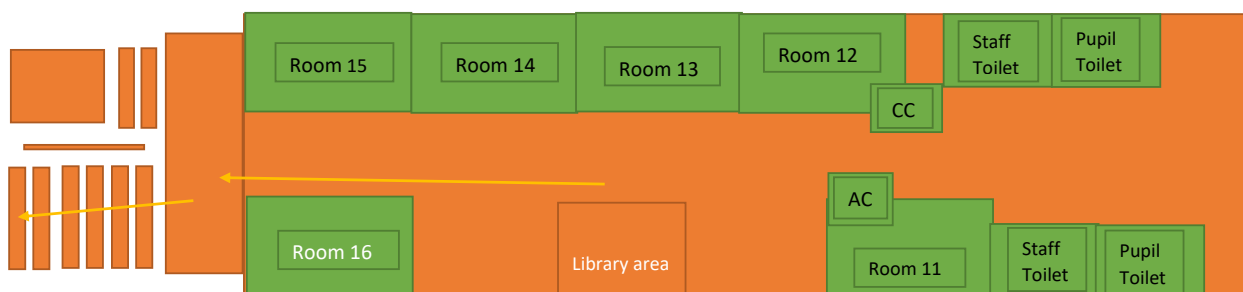 Room 15
Room 14
Room 13
Room 12
Staff
Toilet
Pupil
Toilet
CC
AC
Room 16
Library area
Room 11
Staff
Toilet
Pupil
Toilet